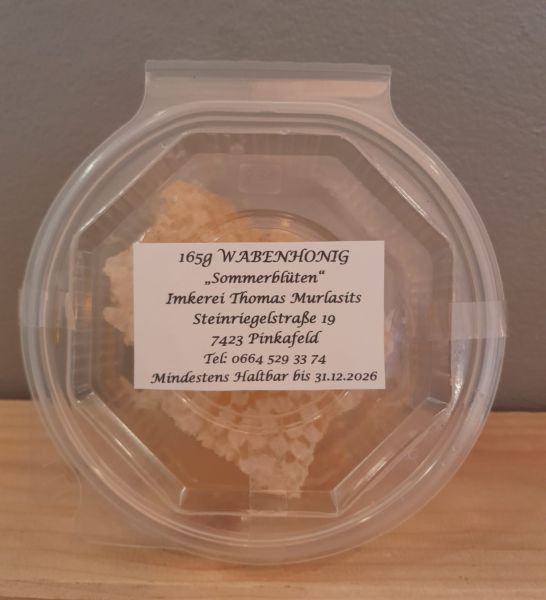 165g WABENHONIG
„Sommerblüten“
Imkerei Thomas Murlasits
Steinriegelstraße 19
7423 Pinkafeld
Tel: 0664 529 33 74
Mindestens Haltbar bis 31.12.2026